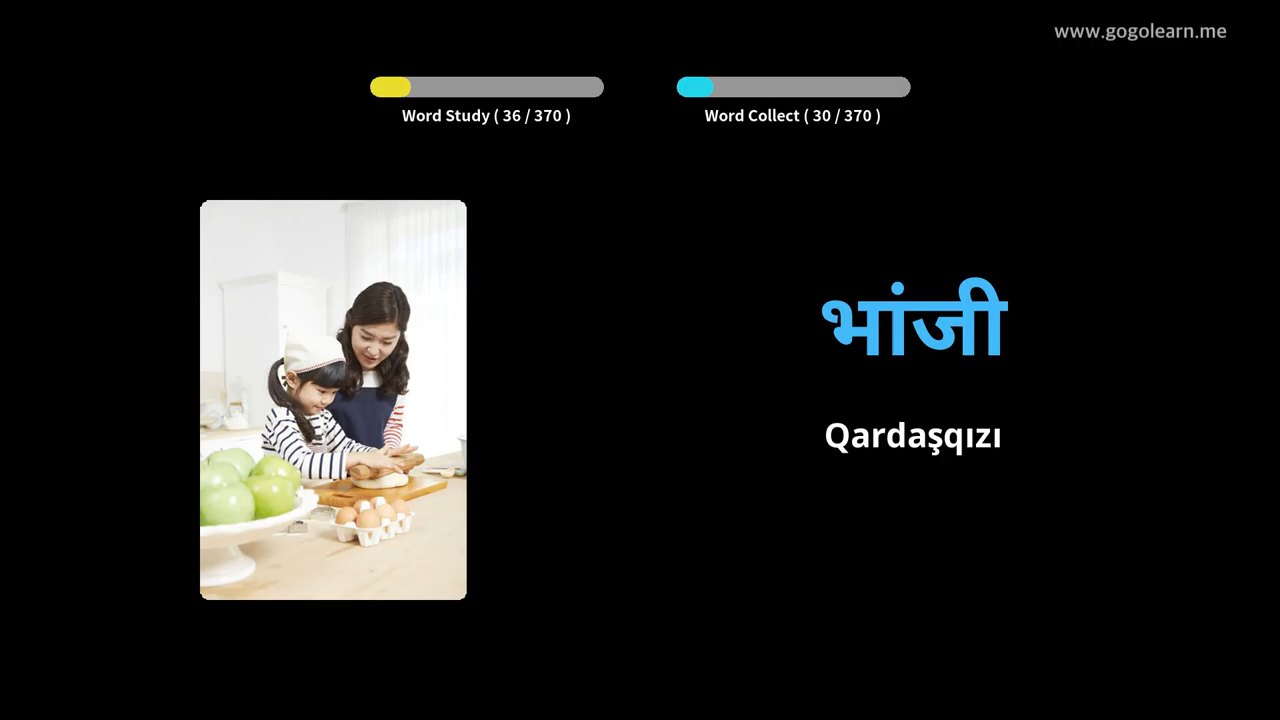 www.gogolearn.me
Word Study ( 36 / 370 )
Word Collect ( 30 / 370 )
भांजी
Qardaşqızı